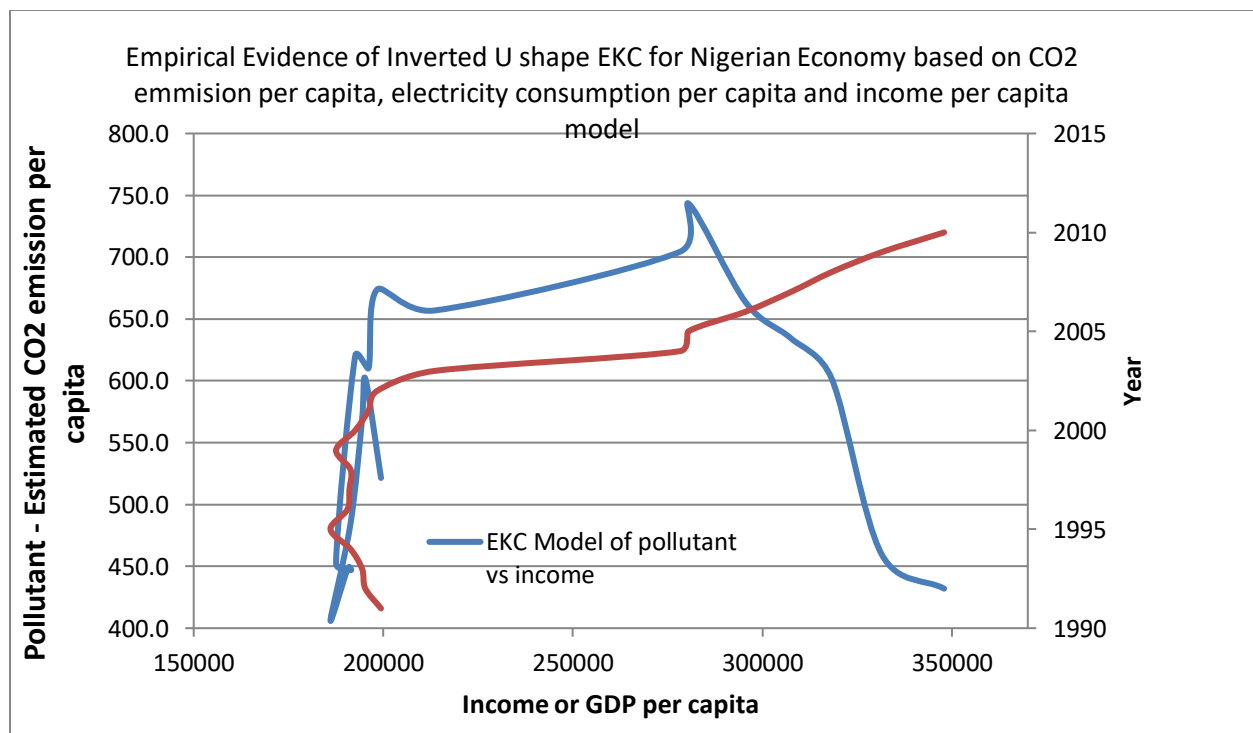 Empirical Evidence of Inverted U shape EKC for Nigerian Economy based on CO2
emmision per capita, electricity consumption per capita and income per capita
model
Pollutant - Estimated CO2 emission per
capita
800.0
750.0
700.0
650.0
600.0
550.0
500.0
450.0
400.0
2015
2010
2005
2000
1995
1990
Year
EKC Model of pollutant
vs income
150000
200000
250000
300000
350000
Income or GDP per capita